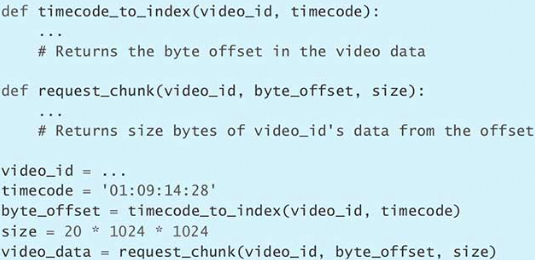 def timecode_to_index(video_id, timecode):
    ...
    # Returns the byte offset in the video data

def request_chunk(video_id, byte_offset, size):
    ...
    # Returns size bytes of video_id's data from the offset

video_id = ...
timecode = '01:09:14:28'
byte_offset = timecode_to_index(video_id, timecode)
size = 20 * 1024 * 1024
video_data = request_chunk(video_id, byte_offset, size)